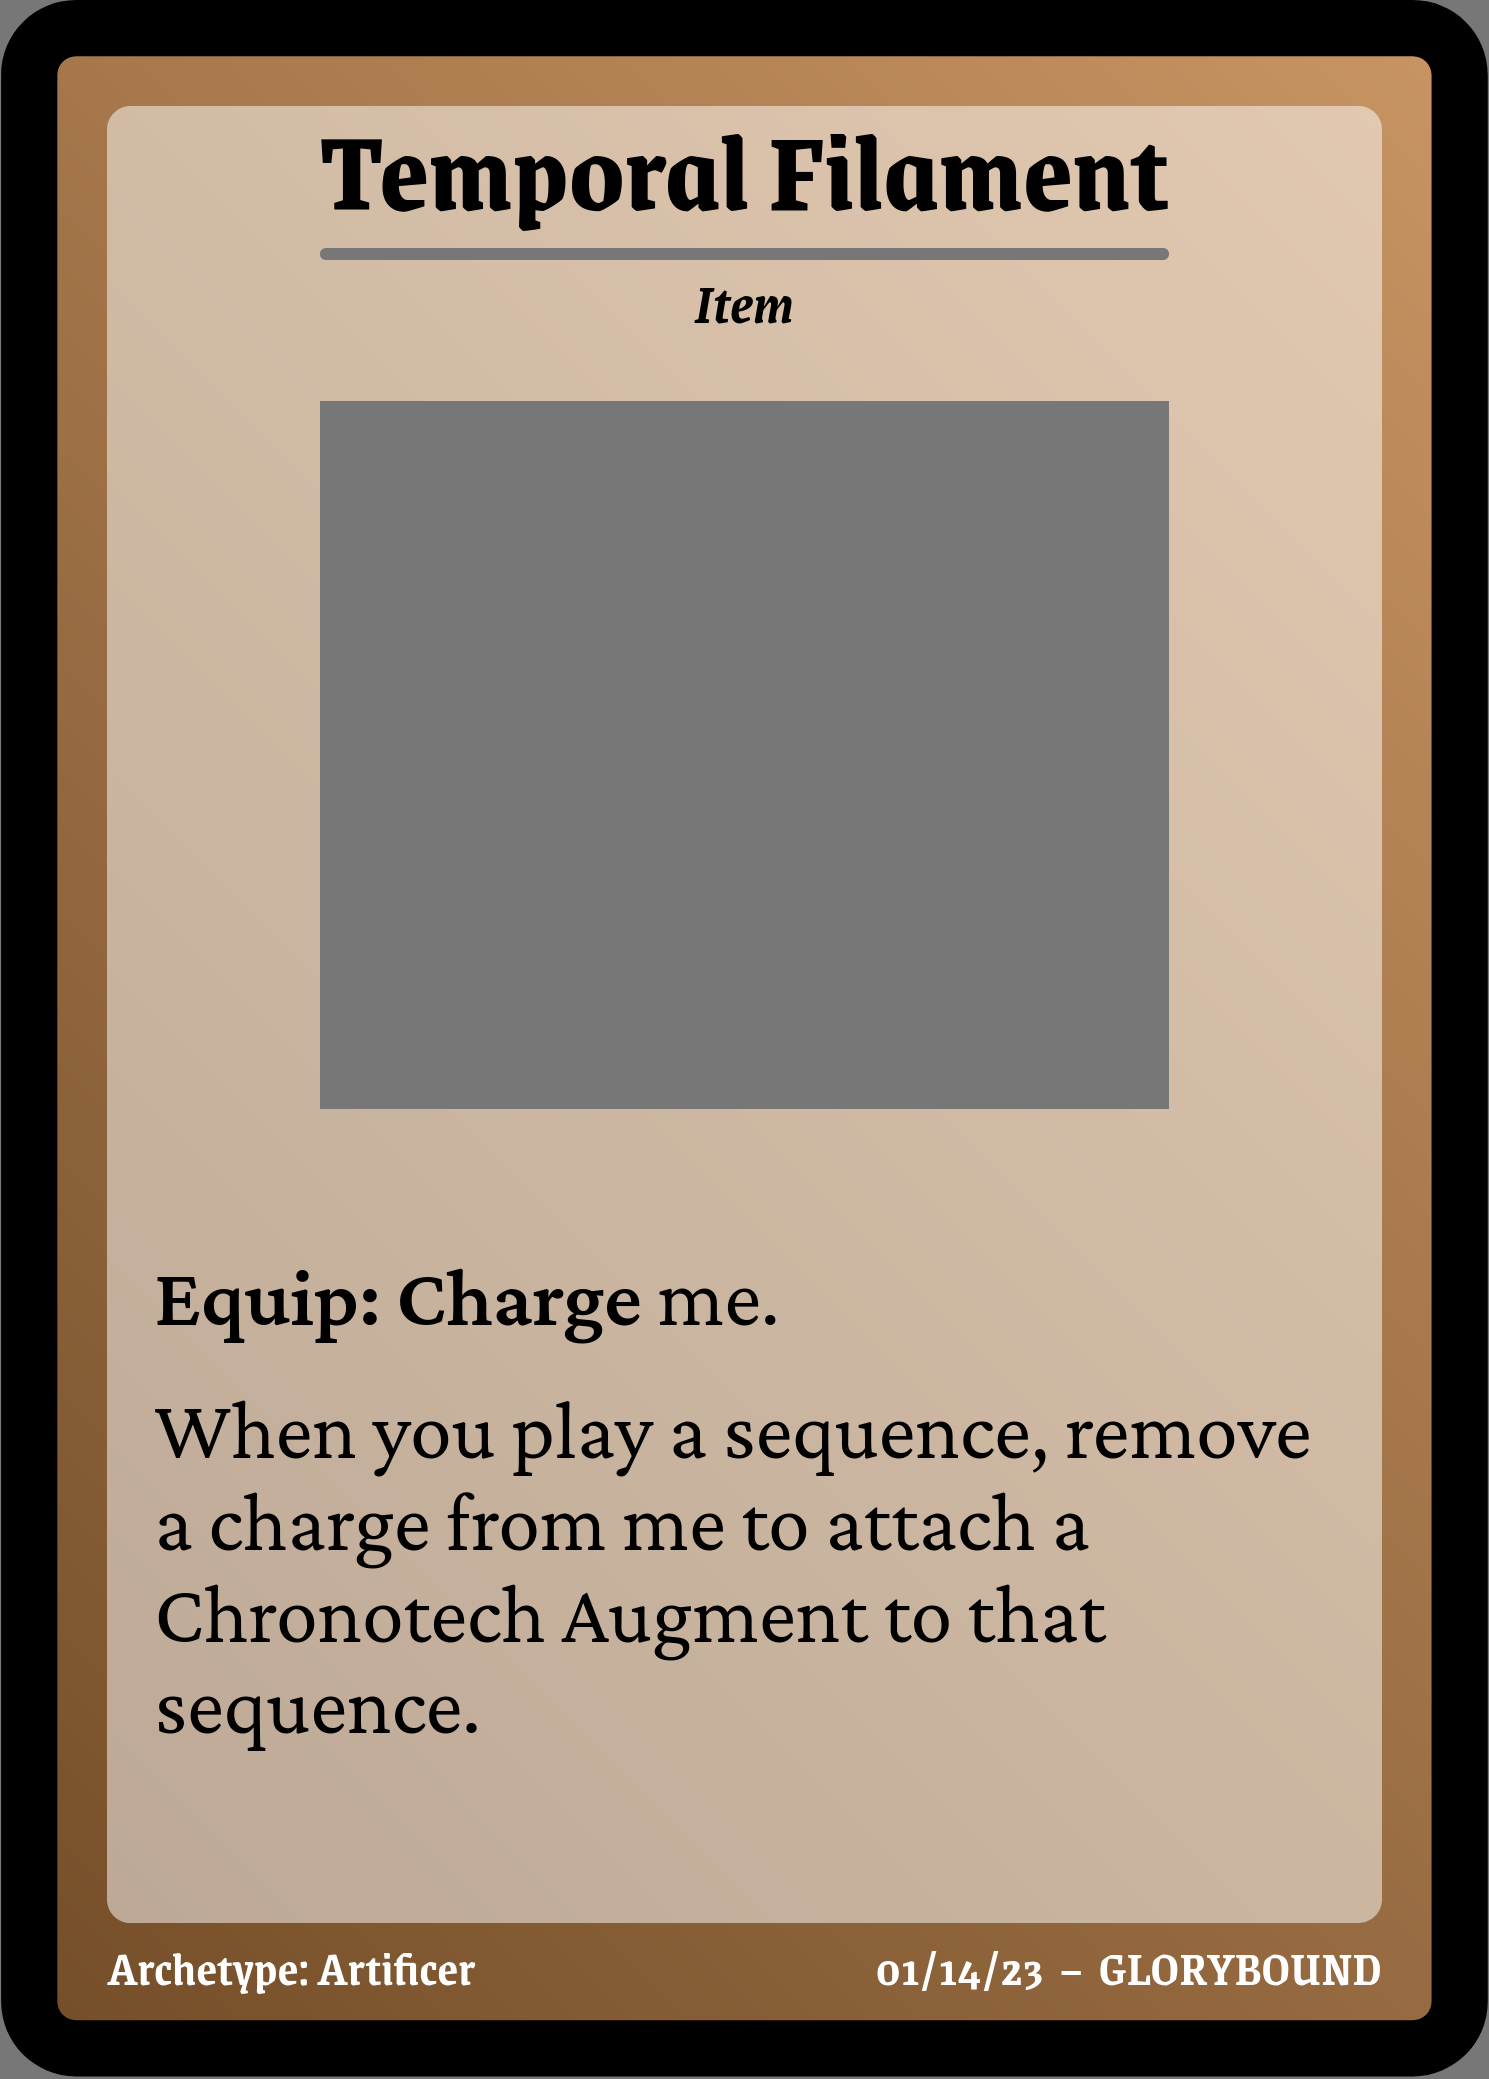 Temporal Filament
Item
Equip: Charge me.
When you play a sequence, remove
a charge from me to attach a
Chronotech Augment to that
sequence.
Archetype: Artificer
01/14/23 – GLORYBOUND